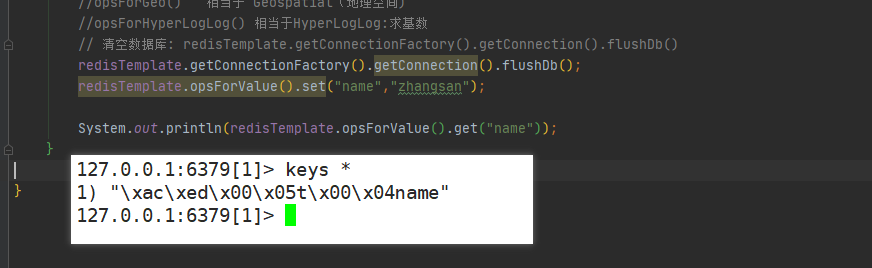 //opsForGeo() 相当于 Geospatial（地理空间）
//opsForHyperLogLog() 相当于HyperLogLog:求基数
// 清空数据库: redisTemplate.getConnectionFactory().getConnection().flushDb()
redisTemplate.getConnectionFactory().getConnection().flushDb();
redisTemplate.opsForValue().set("name","zhangsan");
System.out.println(redisTemplate.opsForValue().get("name"));
}
}
127.0.0.1:6379[1]> keys *
1) "\xac\xed\x00\x05t\x00\x04name"
127.0.0.1:6379[1]>